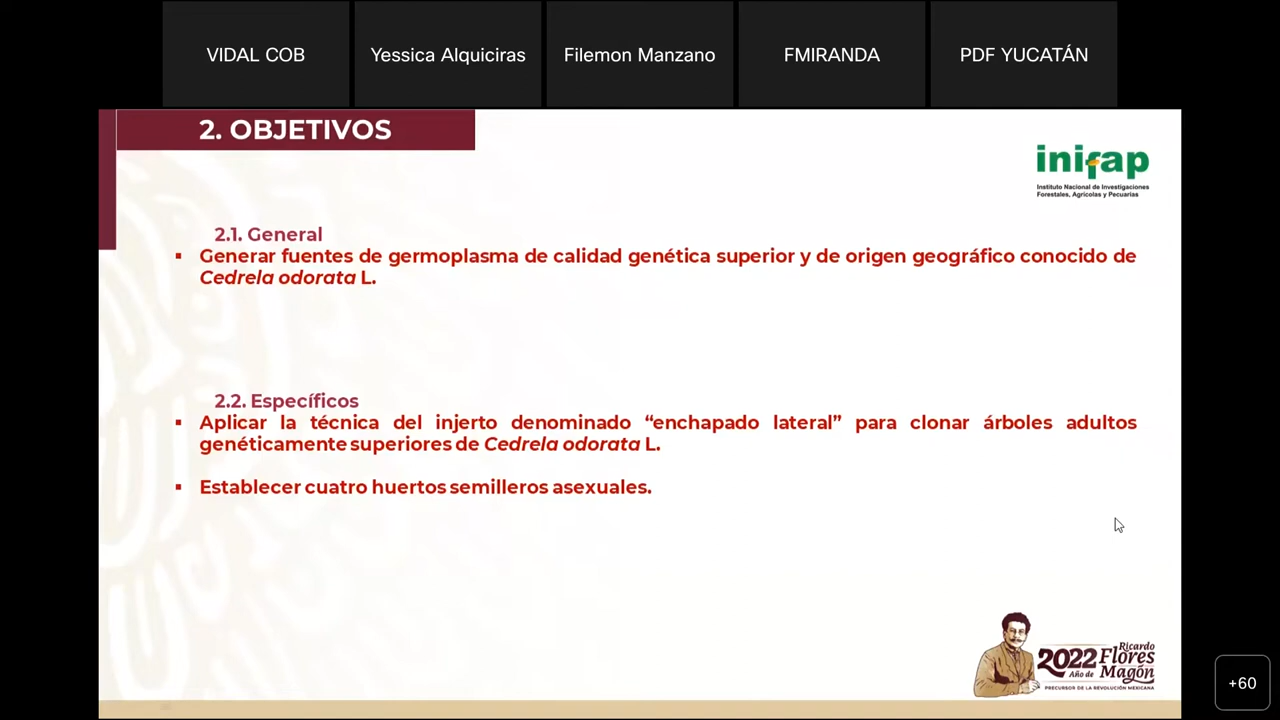 VIDAL COB
Yessica Alquiciras
Filemon Manzano
FMIRANDA
PDF YUCATÁN
2. OBJETIVOS
inifap
Instituto Nacional de Investigaciones
Forestales, Agrícolas y Pecuarias
2.1. General
▪ Generar fuentes de germoplasma de calidad genética superior y de origen geográfico conocido de
Cedrela odorata L.
2.2. Específicos
▪ Aplicar la técnica del injerto denominado “enchapado lateral” para clonar árboles adultos
genéticamente superiores de Cedrela odorata L.
▪ Establecer cuatro huertos semilleros asexuales.
2022 Ricardo
Flores
Año de Magón
PRECURSOR DE LA REVOLUCIÓN MEXICANA
+60